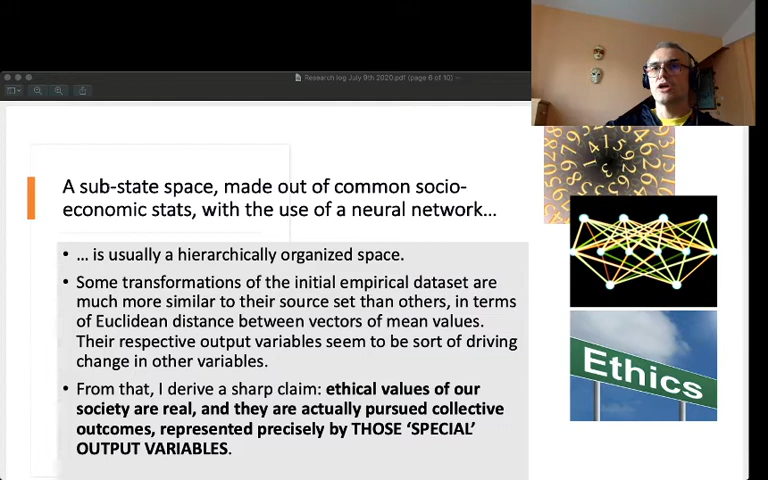 Research log July 9th 2020.pdf (page 6 of 10)
A sub-state space, made out of common socio-
economic stats, with the use of a neural network...
• ... is usually a hierarchically organized space.
• Some transformations of the initial empirical dataset are
much more similar to their source set than others, in terms
of Euclidean distance between vectors of mean values.
Their respective output variables seem to be sort of driving
change in other variables.
• From that, I derive a sharp claim: ethical values of our
society are real, and they are actually pursued collective
outcomes, represented precisely by THOSE ‘SPECIAL’
OUTPUT VARIABLES.
Ethics